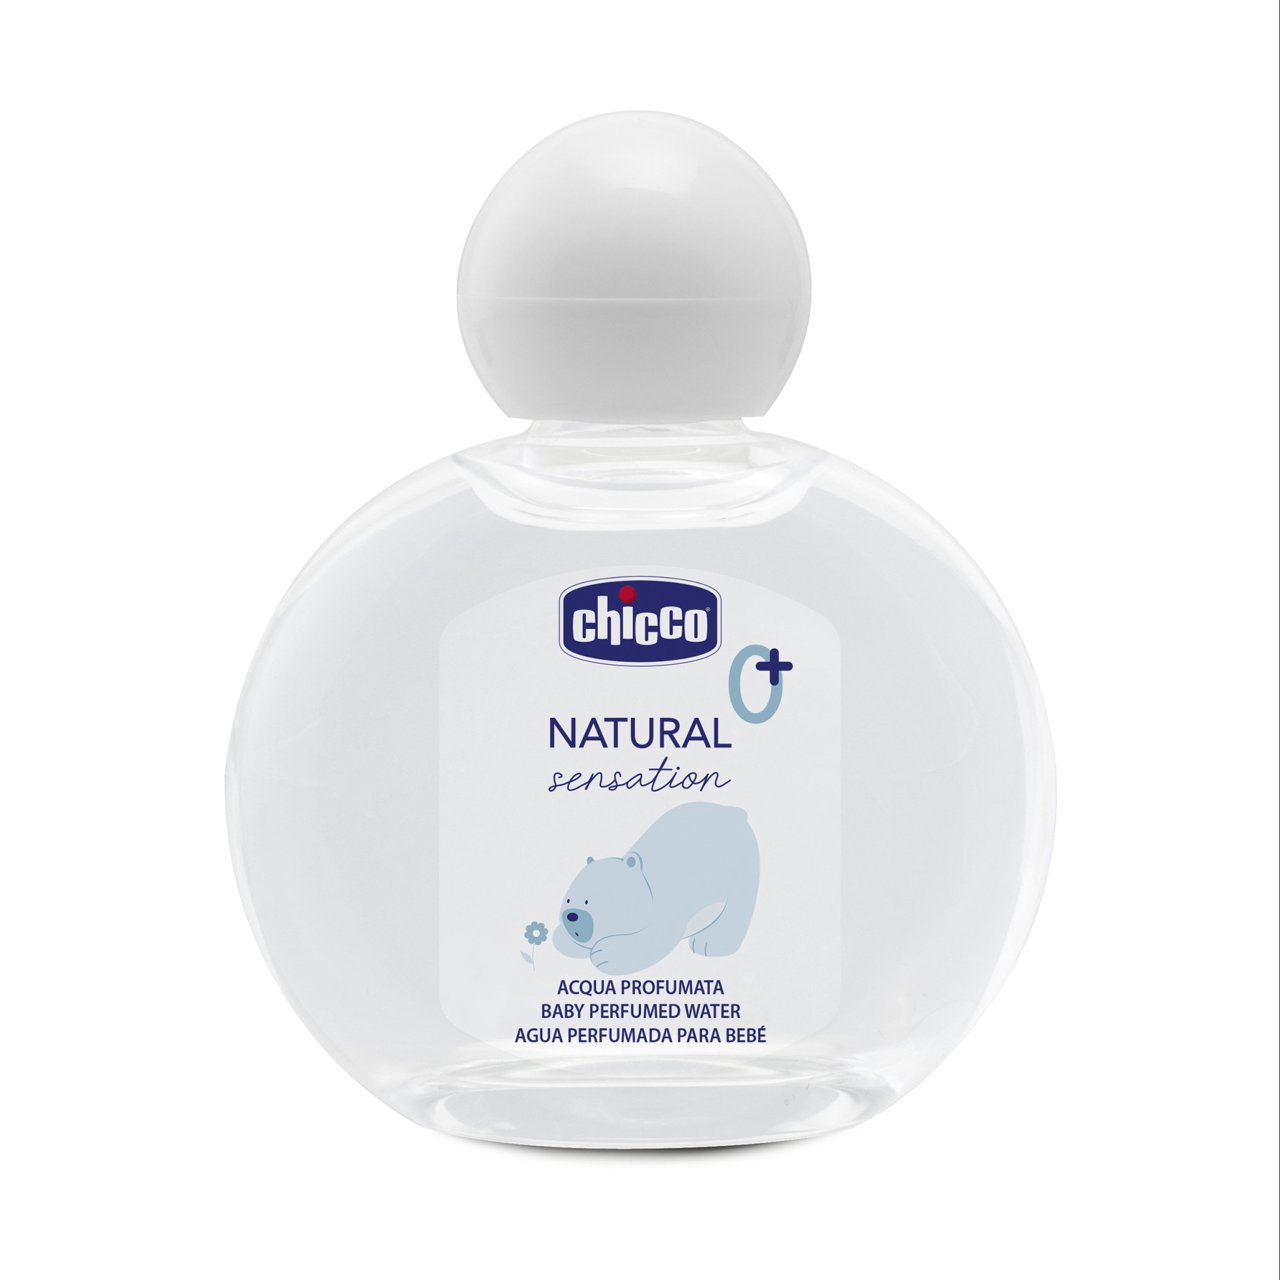 chicco®
0+
NATURAL
sensation
ACQUA PROFUMATA
BABY PERFUMED WATER
AGUA PERFUMADA PARA BEBÉ